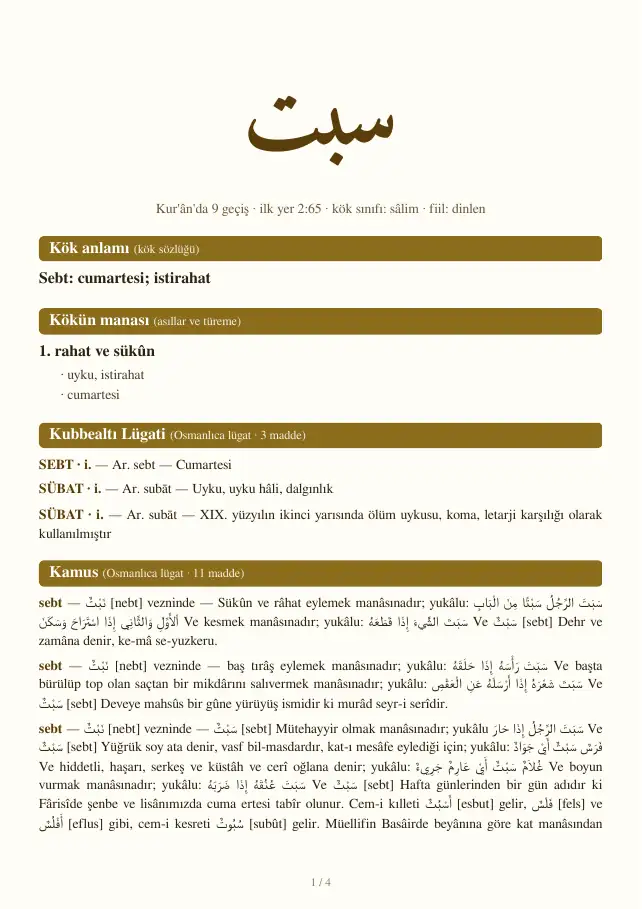 سبت
Kur'ân'da 9 geçiş · ilk yer 2:65 · kök sınıfı: sâlim · fiil: dinlen
Kök anlamı (kök sözlüğü)
Sebt: cumartesi; istirahat
Kökün manası (asıllar ve türeme)
1. rahat ve sükûn
· uyku, istirahat
· cumartesi
Kubbealtı Lügati (Osmanlıca lügat · 3 madde)
SEBT · i. — Ar. sebt — Cumartesi
SÜBAT · i. — Ar. subāt — Uyku, uyku hâli, dalgınlık
SÜBAT · i. — Ar. subāt — XIX. yüzyılın ikinci yarısında ölüm uykusu, koma, letarji karşılığı olarak
kullanılmıştır
Kamus (Osmanlıca lügat · 11 madde)
sebt — نَبْتٌ [nebt] vezninde — Sükûn ve râhat eylemek manâsınadır; yukâlu: سَبَتَ الرَّجُلُ سَبْتًا مِنَ الْبَابِ
اَلْأَوَّلِ وَالثَّانِي إِذَا اسْتَرَاحَ وَسَكَنَ Ve kesmek manâsınadır; yukâlu: سَبَتَ الشَّيْءَ إِذَا قَطَعَهُ Ve سَبْتٌ [sebt] Dehr ve
zamâna denir, ke-mâ se-yuzkeru.
sebt — نَبْتٌ [nebt] vezninde — baş tırâş eylemek manâsınadır; yukâlu: سَبَتَ رَأْسَهُ إِذَا حَلَقَهُ Ve başta
bürülüp top olan saçtan bir mikdârını salıvermek manâsınadır; yukâlu: سَبَتَ شَعْرَهُ إِذَا أَرْسَلَهُ عَنِ الْعَقْصِ Ve
سَبْتٌ [sebt] Deveye mahsûs bir gûne yürüyüş ismidir ki murâd seyr-i serîdir.
sebt — نَبْتٌ [nebt] vezninde — سَبْتٌ [sebt] Mütehayyir olmak manâsınadır; yukâlu سَبَتَ الرَّجُلُ إِذَا حَارَ Ve
سَبْتٌ [sebt] Yüğrük soy ata denir, vasf bil-masdardır, kat-ı mesâfe eylediği için; yukâlu: فَرَسٌ سَبْتٌ أَيْ جَوَادٌ
Ve hiddetli, haşarı, serkeş ve küstâh ve cerî oğlana denir; yukâlu: غُلاَمٌ سَبْتٌ أَيْ عَارِمٌ جَرِيءٌ Ve boyun
vurmak manâsınadır; yukâlu: سَبَتَ عُنُقَهُ إِذَا ضَرَبَهُ Ve سَبْتٌ [sebt] Hafta günlerinden bir gün adıdır ki
Fârisîde şenbe ve lisânımızda cuma ertesi tabîr olunur. Cem-i kılleti أَسْبُتٌ [esbut] gelir, فَلْسٌ [fels] ve
أَفْلُسٌ [eflus] gibi, cem-i kesreti سُبُوتٌ [subût] gelir. Müellifin Basâirde beyânına göre kat manâsından
1 / 4